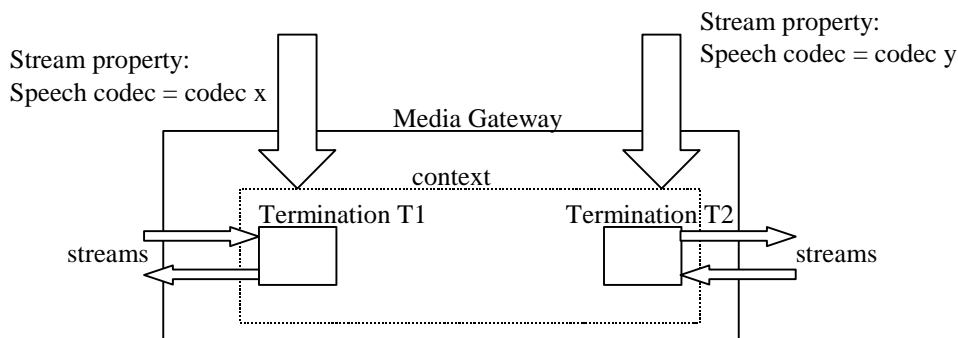 Stream property:
Speech codec = codec x
Stream property:
Speech codec = codec y
Media Gateway
context
Termination T1
Termination T2
streams
streams